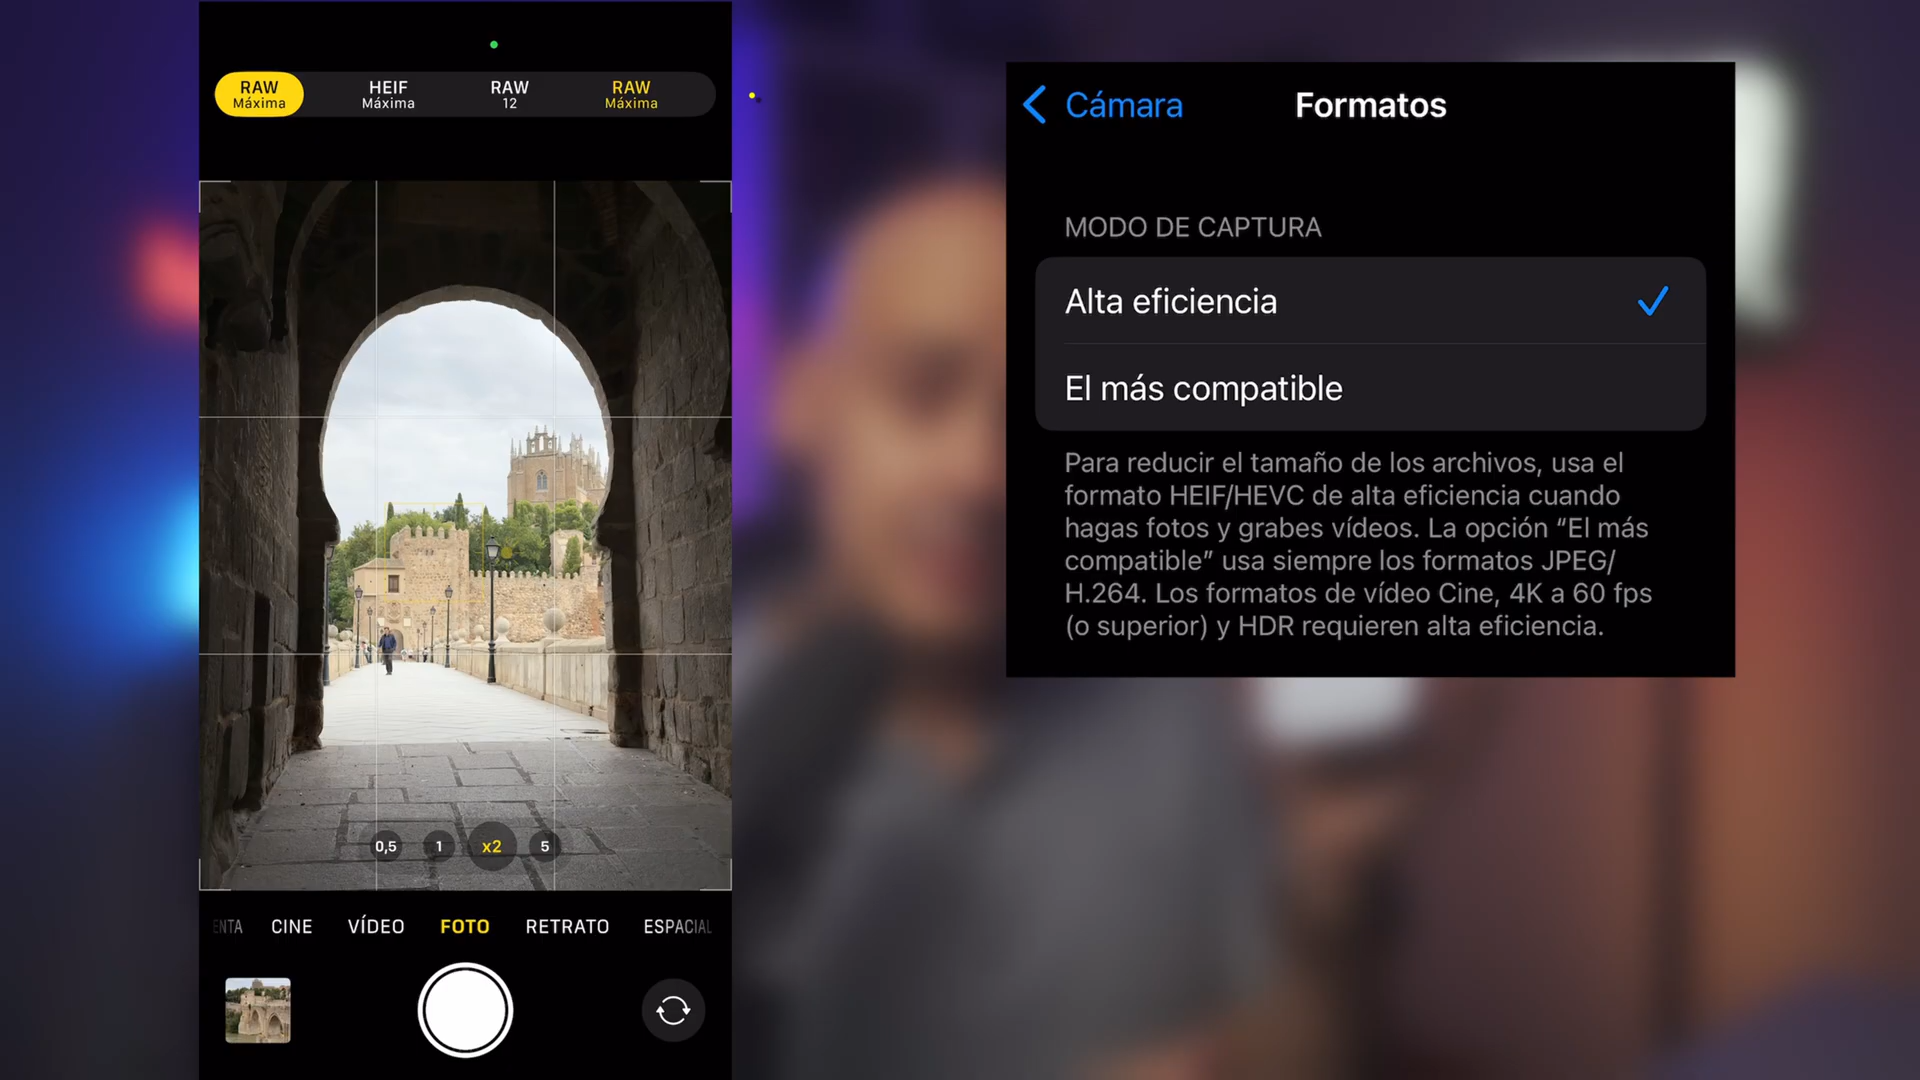 RAW
Máxima
HEIF
Máxima
RAW
12
RAW
Máxima
0,5
1
x2
5
ENTA
CINE
VÍDEO
FOTO
RETRATO
ESPACIAL
Cámara
Formatos
MODO DE CAPTURA
Alta eficiencia
El más compatible
Para reducir el tamaño de los archivos, usa el
formato HEIF/HEVC de alta eficiencia cuando
hagas fotos y grabes vídeos. La opción “El más
compatible” usa siempre los formatos JPEG/
H.264. Los formatos de vídeo Cine, 4K a 60 fps
(o superior) y HDR requieren alta eficiencia.